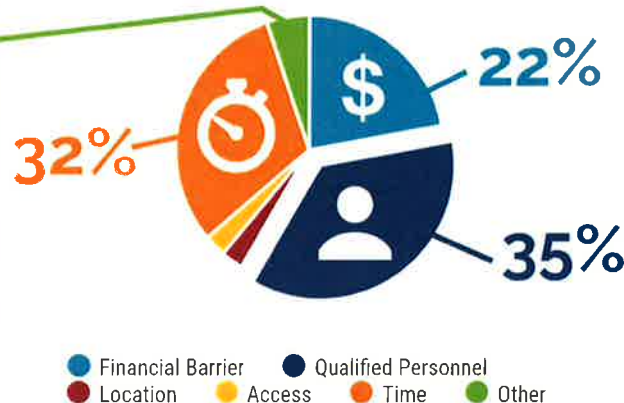 $
22%
32%
35%
Financial Barrier Qualified Personnel
Location Access Time Other